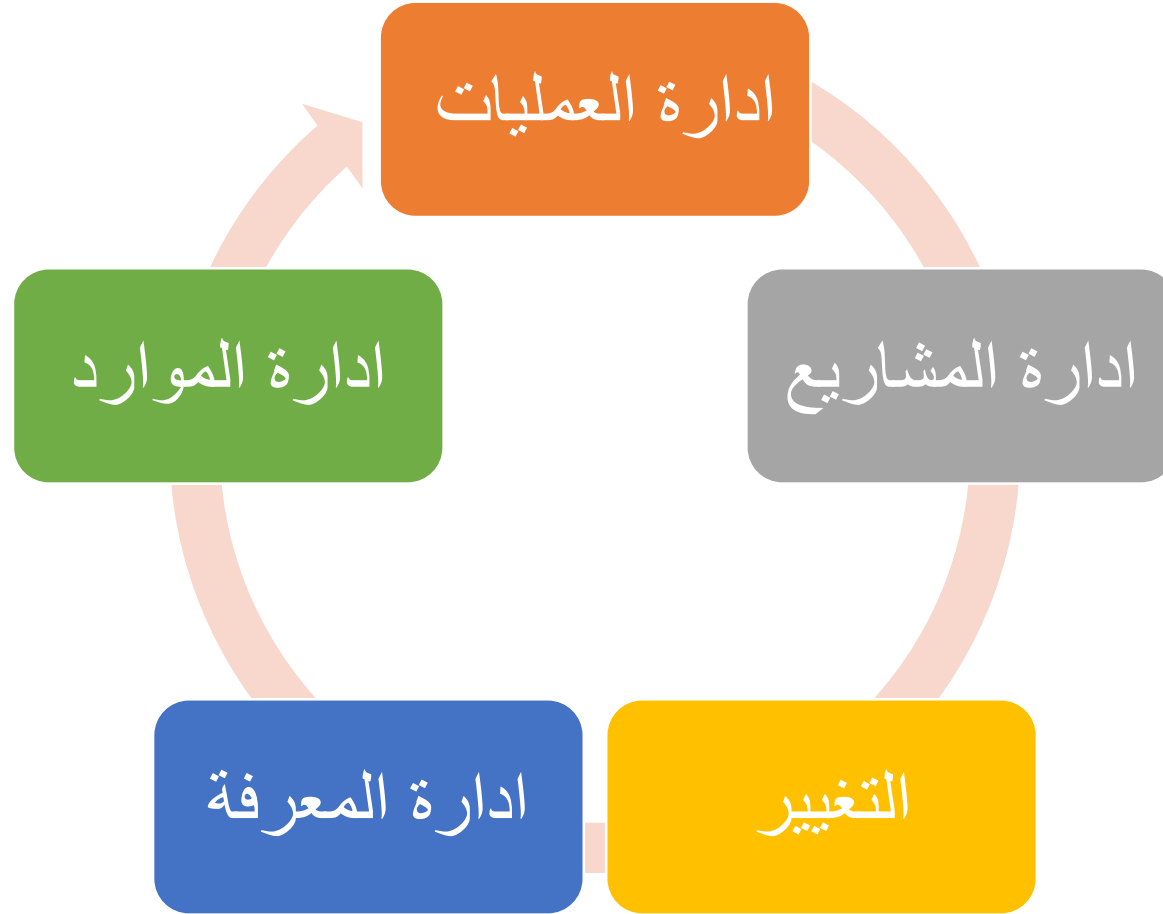 ادارة العمليات
ادارة المشاريع
التغيير
ادارة المعرفة
ادارة الموارد